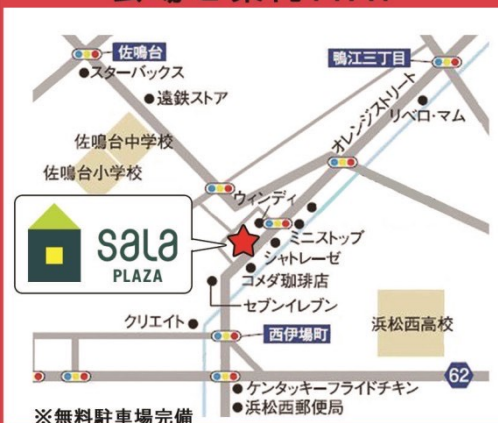 佐鳴台
鴨江三丁目
スターバックス
遠鉄ストア
オレンジストリート
リベロ・マム
佐鳴台中学校
佐鳴台小学校
ウィンディ
sala
PLAZA
ミニストップ
シャトレーゼ
コメダ珈琲店
セブンイレブン
クリエイト
西伊場町
浜松西高校
62
ケンタッキーフライドチキン
浜松西郵便局
※無料駐車場完備